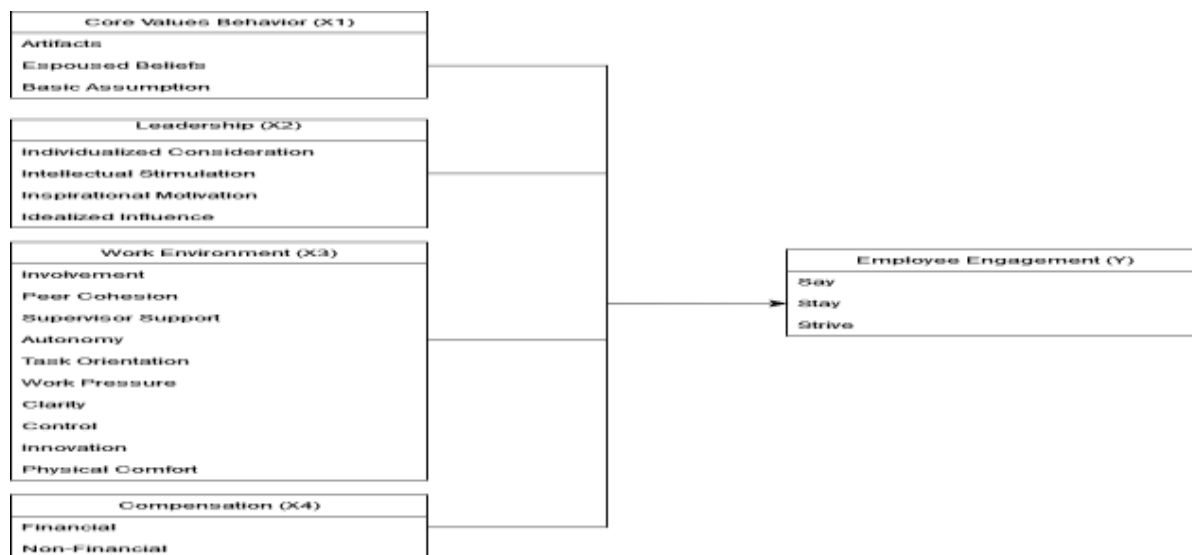 Core Values Behavior (X1)
Artifacts
Espoused Beliefs
Basic Assumption
Leadership (X2)
Individualized Consideration
Intellectual Stimulation
Inspirational Motivation
Idealized Influence
Work Environment (X3)
Involvement
Peer Cohesion
Supervisor Support
Autonomy
Task Orientation
Work Pressure
Clarity
Control
Innovation
Physical Comfort
Compensation (X4)
Financial
Non-Financial
Employee Engagement (Y)
Say
Stay
Strive